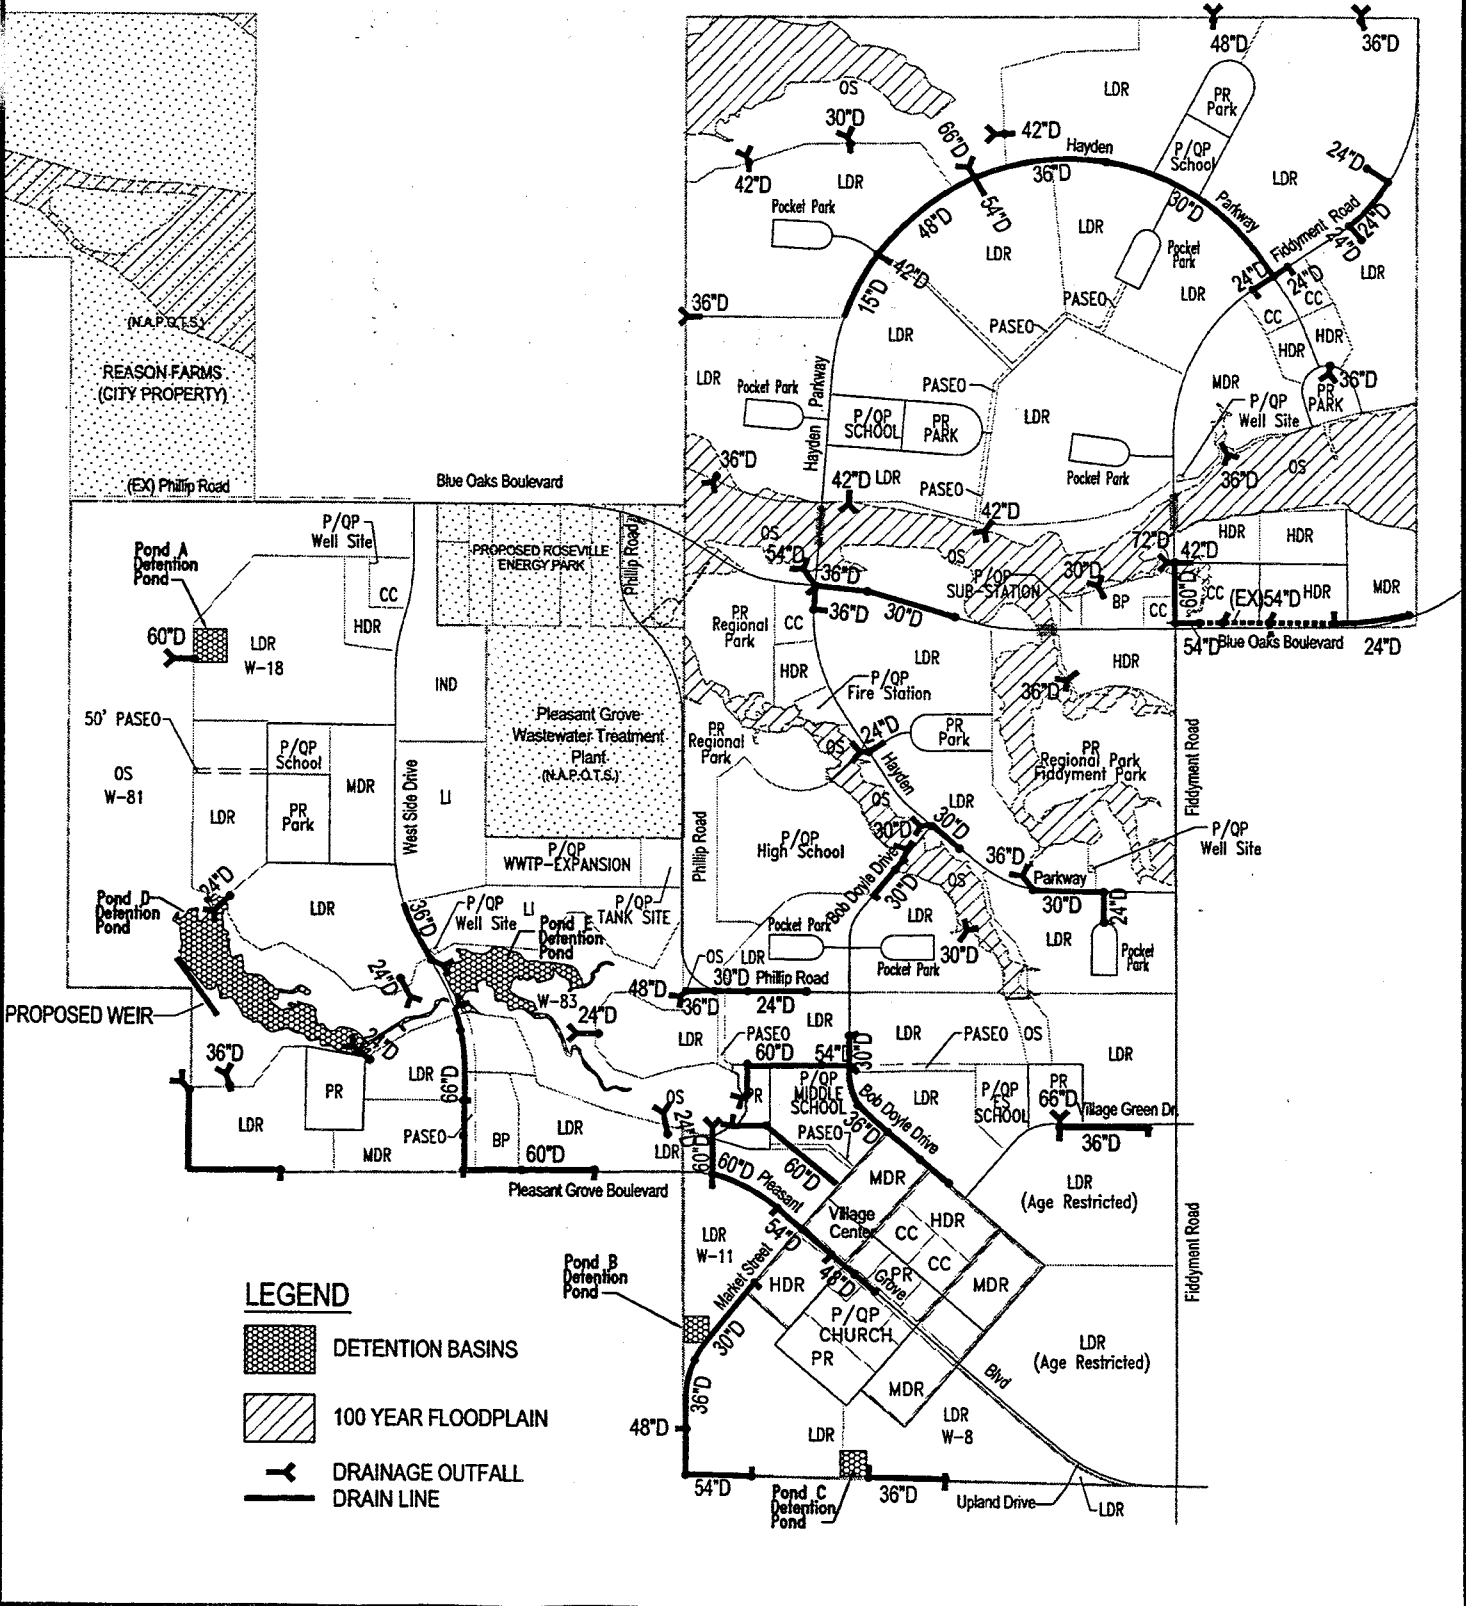 48"D
36"D
OS
LDR
PR
Park
30"D
66"D
42"D
Hayden
P/QP
School
24"D
42"D
LDR
36"D
LDR
Pocket Park
48"D
54"D
30"D
Parkway
Fiddyment Road
24"D
24"D
LDR
LDR
LDR
Pocket
Park
42"D
15"D
PASEO
LDR
24"D
24"D
CC
CC
36"D
PASEO
LDR
HDR
HDR
(N.A.P.O.T.S.)
REASON FARMS
(CITY PROPERTY)
LDR
Pocket Park
Hayden Parkway
PASEO
LDR
MDR
36"D
PR
PARK
P/QP
Well Site
P/QP
SCHOOL
PR
PARK
Pocket Park
36"D
LDR
42"D
PASEO
OS
36"D
(EX) Phillip Road
Blue Oaks Boulevard
42"D
P/QP
Well Site
Pond A
Detention
Pond
PROPOSED ROSEVILLE
ENERGY PARK
Phillip Road
OS
54"D
OS
72"D
42"D
HDR
HDR
36"D
P/QP
SUB-STATION
30"D
BP
CC
60"D
CC
(EX)54"D
HDR
MDR
CC
HDR
36"D
30"D
PR
Regional
Park
CC
54"D
Blue Oaks Boulevard
24"D
60"D
LDR
W-18
IND
HDR
LDR
P/QP
Fire Station
36"D
HDR
50' PASEO
Pleasant Grove
Wastewater Treatment
Plant
(N.A.P.O.T.S.)
PR
Regional
Park
OS
24"D
PR
Park
Hayden
PR
Regional Park
Fiddyment Park
Fiddyment Road
P/QP
School
OS
W-81
LDR
PR
Park
MDR
West Side Drive
LI
OS
LDR
30"D
30"D
Phillip Road
P/QP
High School
Bob Doyle Drive
30"D
36"D
P/QP
Well Site
P/QP
WWTP-EXPANSION
Parkway
30"D
24"D
OS
LDR
24"D
Pond D
Detention
Pond
LDR
36"D
P/QP
Well Site
LI
P/QP
TANK SITE
Pond E
Detention
Pond
Pocket Park
Pocket Park
30"D
LDR
Pocket
Park
24"D
W-83
24"D
OS
LDR
48"D
36"D
30"D
Phillip Road
24"D
PROPOSED WEIR
24"D
LDR
PASEO
LDR
LDR
PASEO
OS
LDR
36"D
60"D
54"D
30"D
PR
LDR
66"D
PR
P/QP
MIDDLE
SCHOOL
Bob Doyle Drive
LDR
P/QP
ES
SCHOOL
PR
66"D
Village Green Dr.
36"D
LDR
MDR
PASEO
BP
LDR
OS
24"D
LDR
PASEO
36"D
60"D
Pleasant Grove Boulevard
60"D
60"D
Pleasant
60"D
MDR
LDR
(Age Restricted)
LDR
W-11
54"D
Village
Center
CC
HDR
CC
Fiddyment Road
Pond B
Detention
Pond
Market Street
HDR
48"D
Grove
PR
MDR
P/QP
CHURCH
30"D
PR
LDR
(Age Restricted)
MDR
Blvd
36"D
LDR
LDR
W-8
48"D
54"D
Pond C
Detention
Pond
36"D
Upland Drive
LDR
LEGEND
DETENTION BASINS
100 YEAR FLOODPLAIN
DRAINAGE OUTFALL
DRAIN LINE